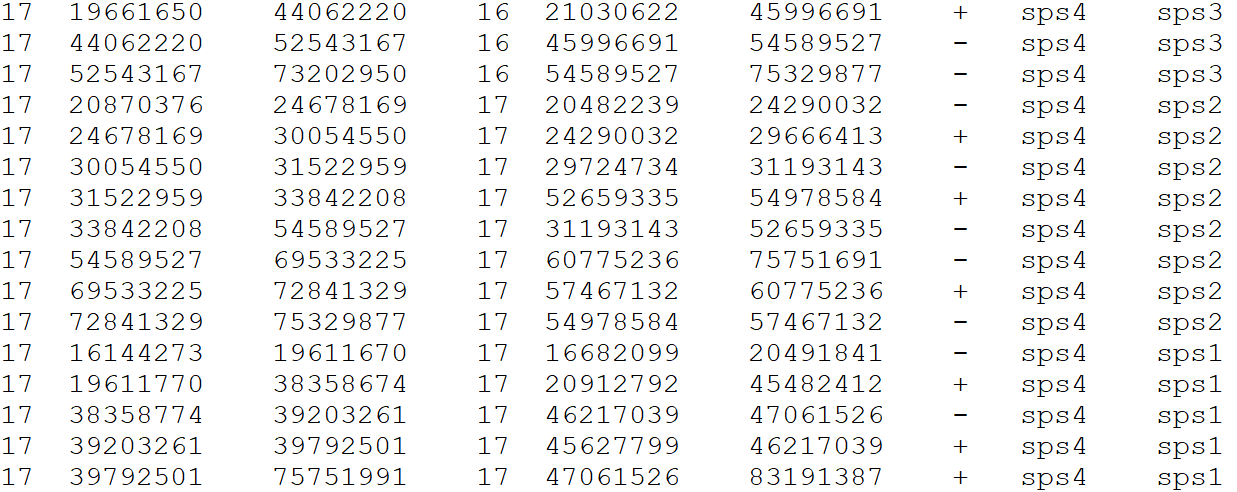 17 19661650 44062220 16 21030622 45996691 + sps4 sps3
17 44062220 52543167 16 45996691 54589527 - sps4 sps3
17 52543167 73202950 16 54589527 75329877 - sps4 sps3
17 20870376 24678169 17 20482239 24290032 - sps4 sps2
17 24678169 30054550 17 24290032 29666413 + sps4 sps2
17 30054550 31522959 17 29724734 31193143 - sps4 sps2
17 31522959 33842208 17 52659335 54978584 + sps4 sps2
17 33842208 54589527 17 31193143 52659335 - sps4 sps2
17 54589527 69533225 17 60775236 75751691 - sps4 sps2
17 69533225 72841329 17 57467132 60775236 + sps4 sps2
17 72841329 75329877 17 54978584 57467132 - sps4 sps2
17 16144273 19611670 17 16682099 20491841 - sps4 sps1
17 19611770 38358674 17 20912792 45482412 + sps4 sps1
17 38358774 39203261 17 46217039 47061526 - sps4 sps1
17 39203261 39792501 17 45627799 46217039 + sps4 sps1
17 39792501 75751991 17 47061526 83191387 + sps4 sps1